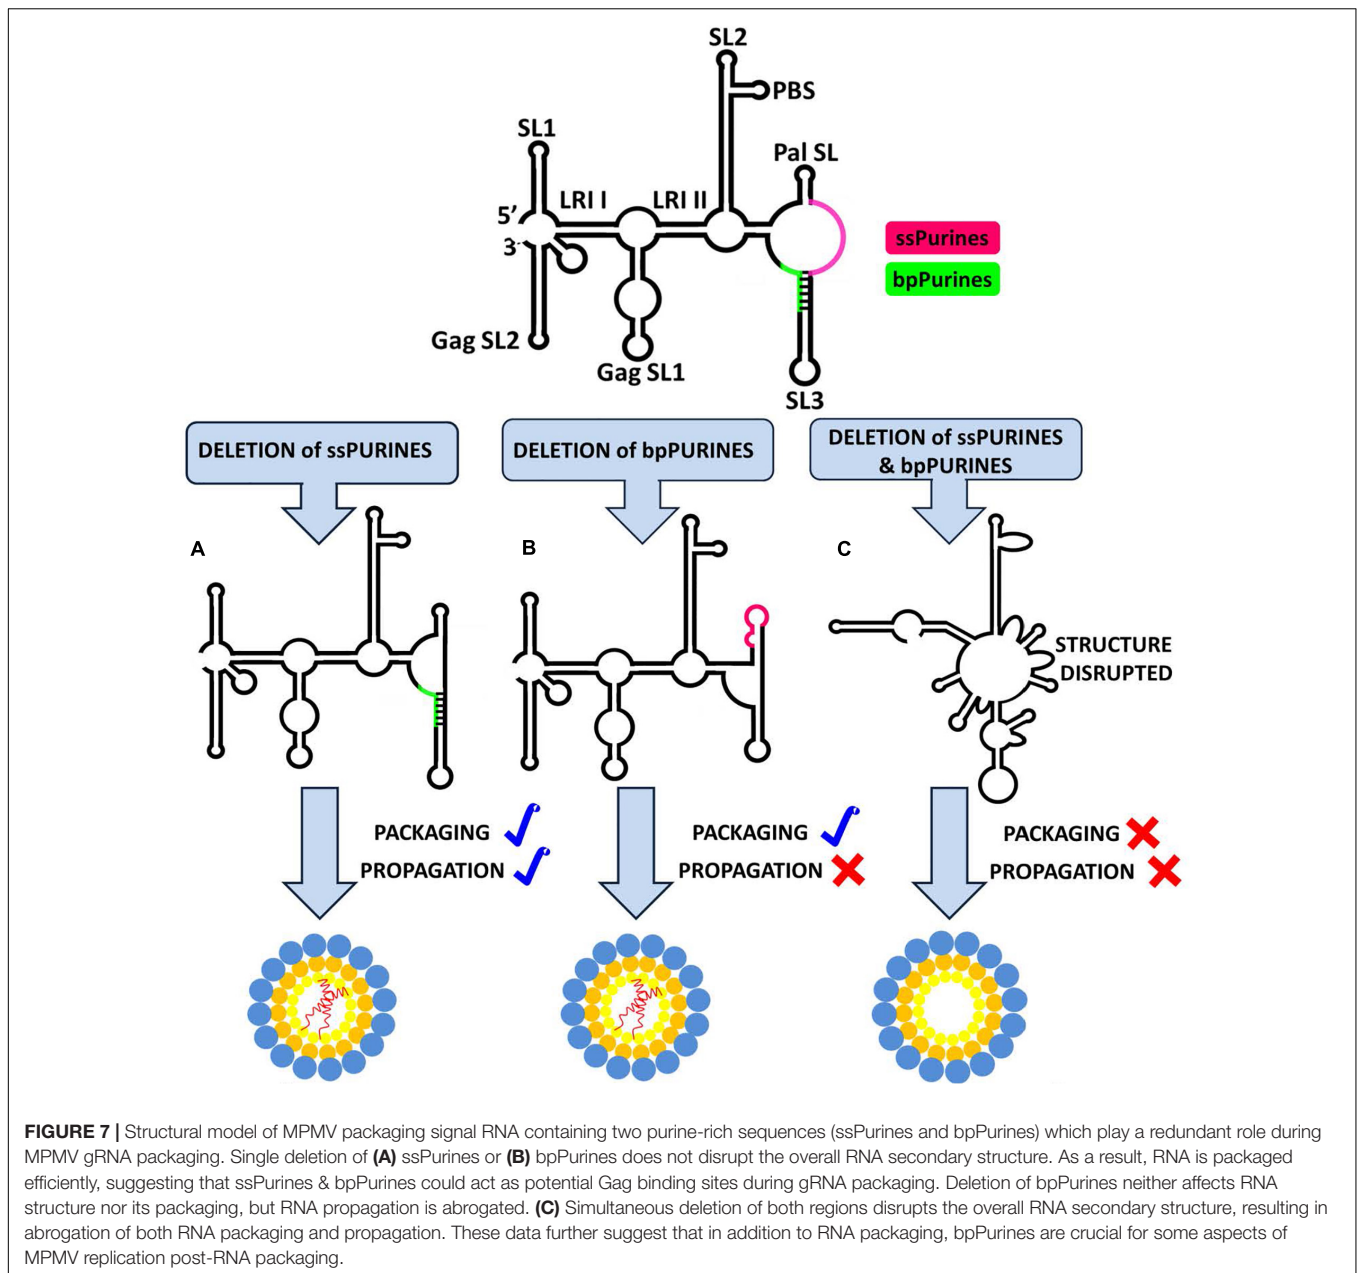 SL2
PBS
SL1
Pal SL
LRI I
LRI II
5'
3
ssPurines
bpPurines
Gag SL2
Gag SL1
SL3
DELETION of ssPURINES
DELETION of bpPURINES
DELETION of ssPURINES
& bpPURINES
A
B
C
STRUCTURE
DISRUPTED
PACKAGING
PROPAGATION
PACKAGING
PROPAGATION
PACKAGING
PROPAGATION
FIGURE 7 | Structural model of MPMV packaging signal RNA containing two purine-rich sequences (ssPurines and bpPurines) which play a redundant role during
MPMV gRNA packaging. Single deletion of (A) ssPurines or (B) bpPurines does not disrupt the overall RNA secondary structure. As a result, RNA is packaged
efficiently, suggesting that ssPurines & bpPurines could act as potential Gag binding sites during gRNA packaging. Deletion of bpPurines neither affects RNA
structure nor its packaging, but RNA propagation is abrogated. (C) Simultaneous deletion of both regions disrupts the overall RNA secondary structure, resulting in
abrogation of both RNA packaging and propagation. These data further suggest that in addition to RNA packaging, bpPurines are crucial for some aspects of
MPMV replication post-RNA packaging.